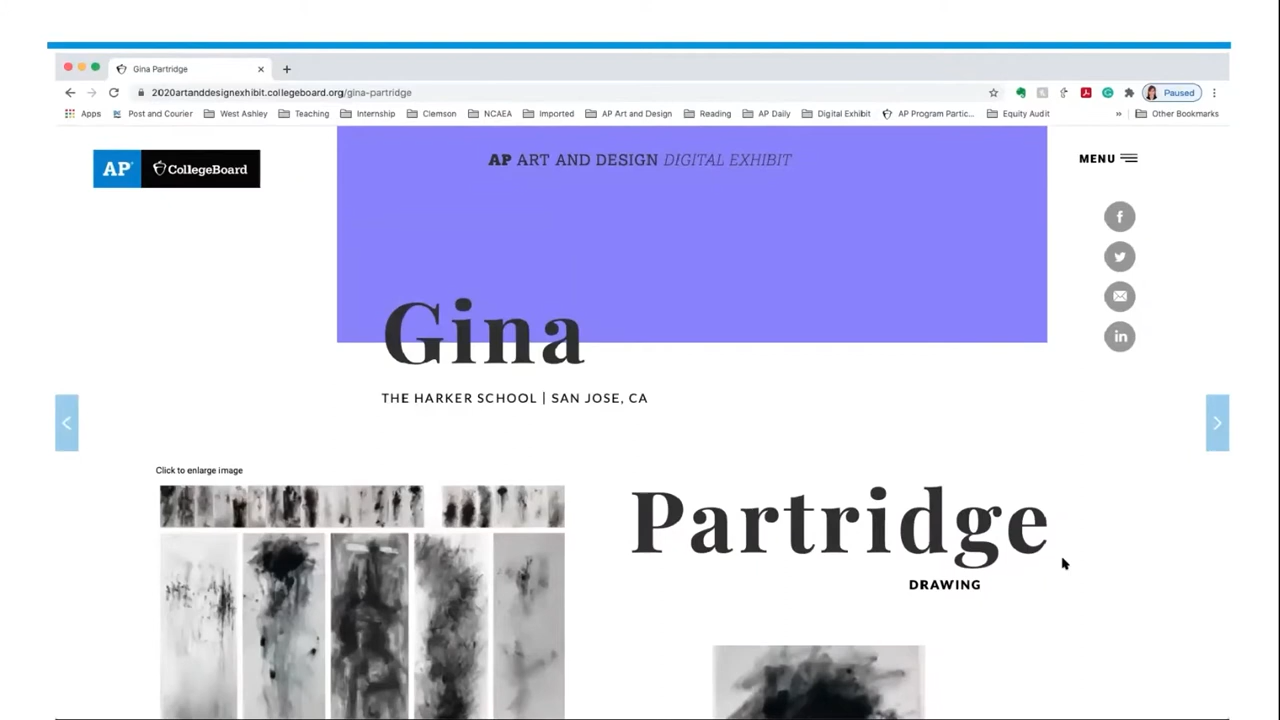 Gina Partridge
2020artanddesignexhibit.collegeboard.org/gina-partridge
Paused
Apps Post and Courier West Ashley Teaching Internship Clemson NCAEA Imported AP Art and Design Reading AP Daily Digital Exhibit AP Program Partic... Equity Audit » Other Bookmarks
AP CollegeBoard
AP ART AND DESIGN DIGITAL EXHIBIT
MENU
Gina
THE HARKER SCHOOL | SAN JOSE, CA
Click to enlarge image
Partridge
DRAWING